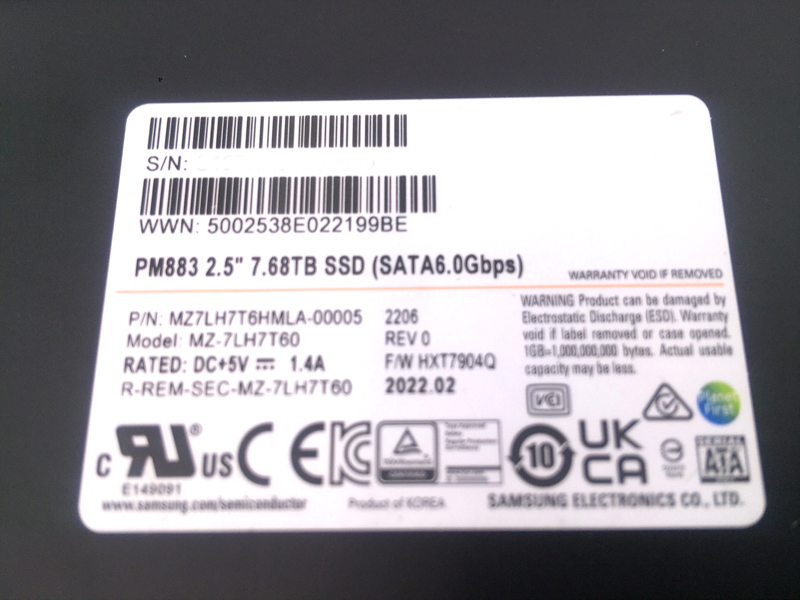 S/N:
WWN: 5002538E022199BE
PM883 2.5" 7.68TB SSD (SATA6.0Gbps)
WARRANTY VOID IF REMOVED
P/N: MZ7LH7T6HMLA-00005 2206
Model: MZ-7LH7T60 REV 0
RATED: DC+5V ⎓ 1.4A F/W HXT7904Q
R-REM-SEC-MZ-7LH7T60 2022.02
WARNING Product can be damaged by
Electrostatic Discharge (ESD). Warranty
void if label removed or case opened.
1GB=1,000,000,000 bytes. Actual usable
capacity may be less.
VCI
Planet
First
c RU ® US CE KC
10
UK
CA
SERIAL
ATA
E149091
www.samsung.com/semiconductor Product of KOREA SAMSUNG ELECTRONICS CO., LTD.